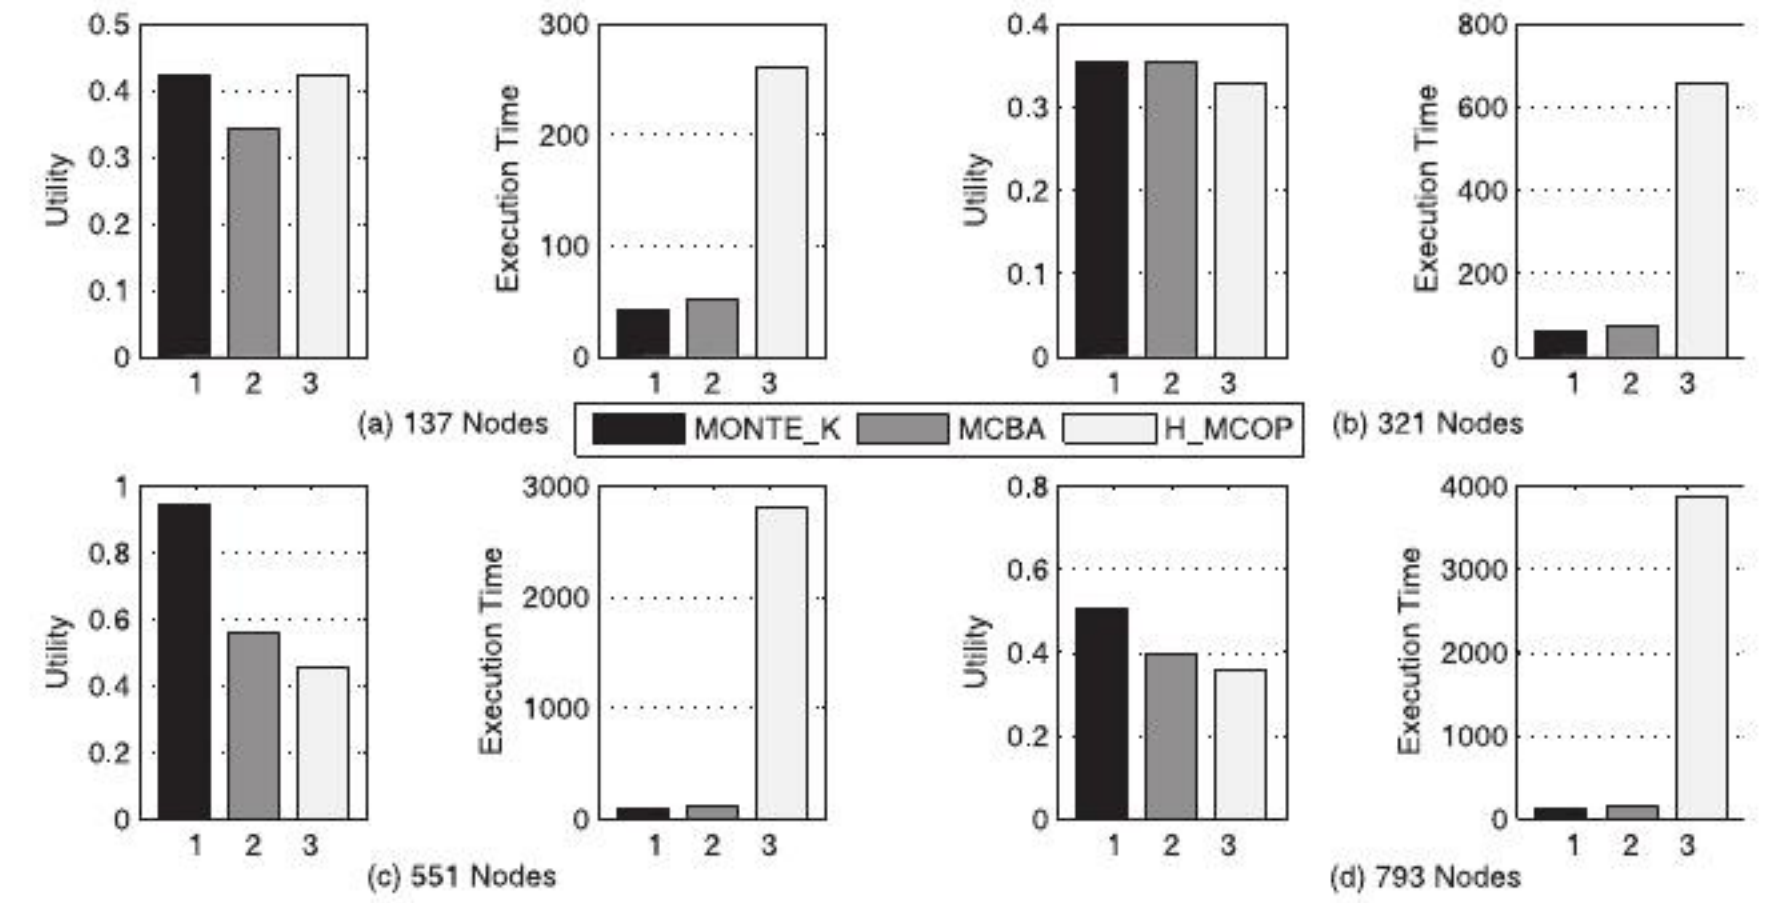 0.5
0.4
0.3
0.2
0.1
0
Utility
1 2 3
300
200
100
0
Execution Time
1 2 3
(a) 137 Nodes
0.4
0.3
0.2
0.1
0
Utility
1 2 3
800
600
400
200
0
Execution Time
1 2 3
(b) 321 Nodes
MONTE_K MCBA H_MCOP
1
0.8
0.6
0.4
0.2
0
Utility
1 2 3
3000
2000
1000
0
Execution Time
1 2 3
(c) 551 Nodes
0.8
0.6
0.4
0.2
0
Utility
1 2 3
4000
3000
2000
1000
0
Execution Time
1 2 3
(d) 793 Nodes